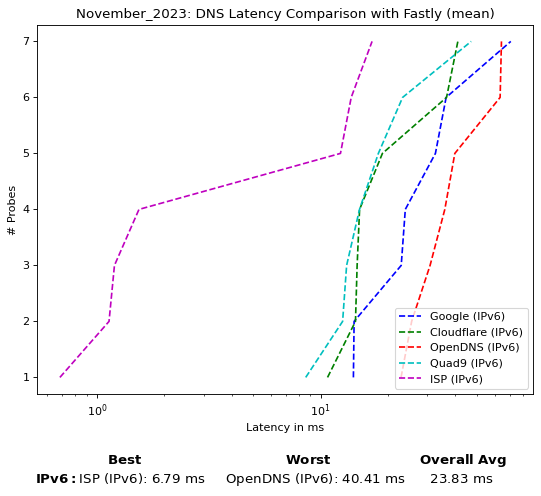 November_2023: DNS Latency Comparison with Fastly (mean)
7
6
5
4
3
2
1
# Probes
10⁰
10¹
Latency in ms
Google (IPv6)
Cloudflare (IPv6)
OpenDNS (IPv6)
Quad9 (IPv6)
ISP (IPv6)
Best Worst Overall Avg
IPv6: ISP (IPv6): 6.79 ms OpenDNS (IPv6): 40.41 ms 23.83 ms